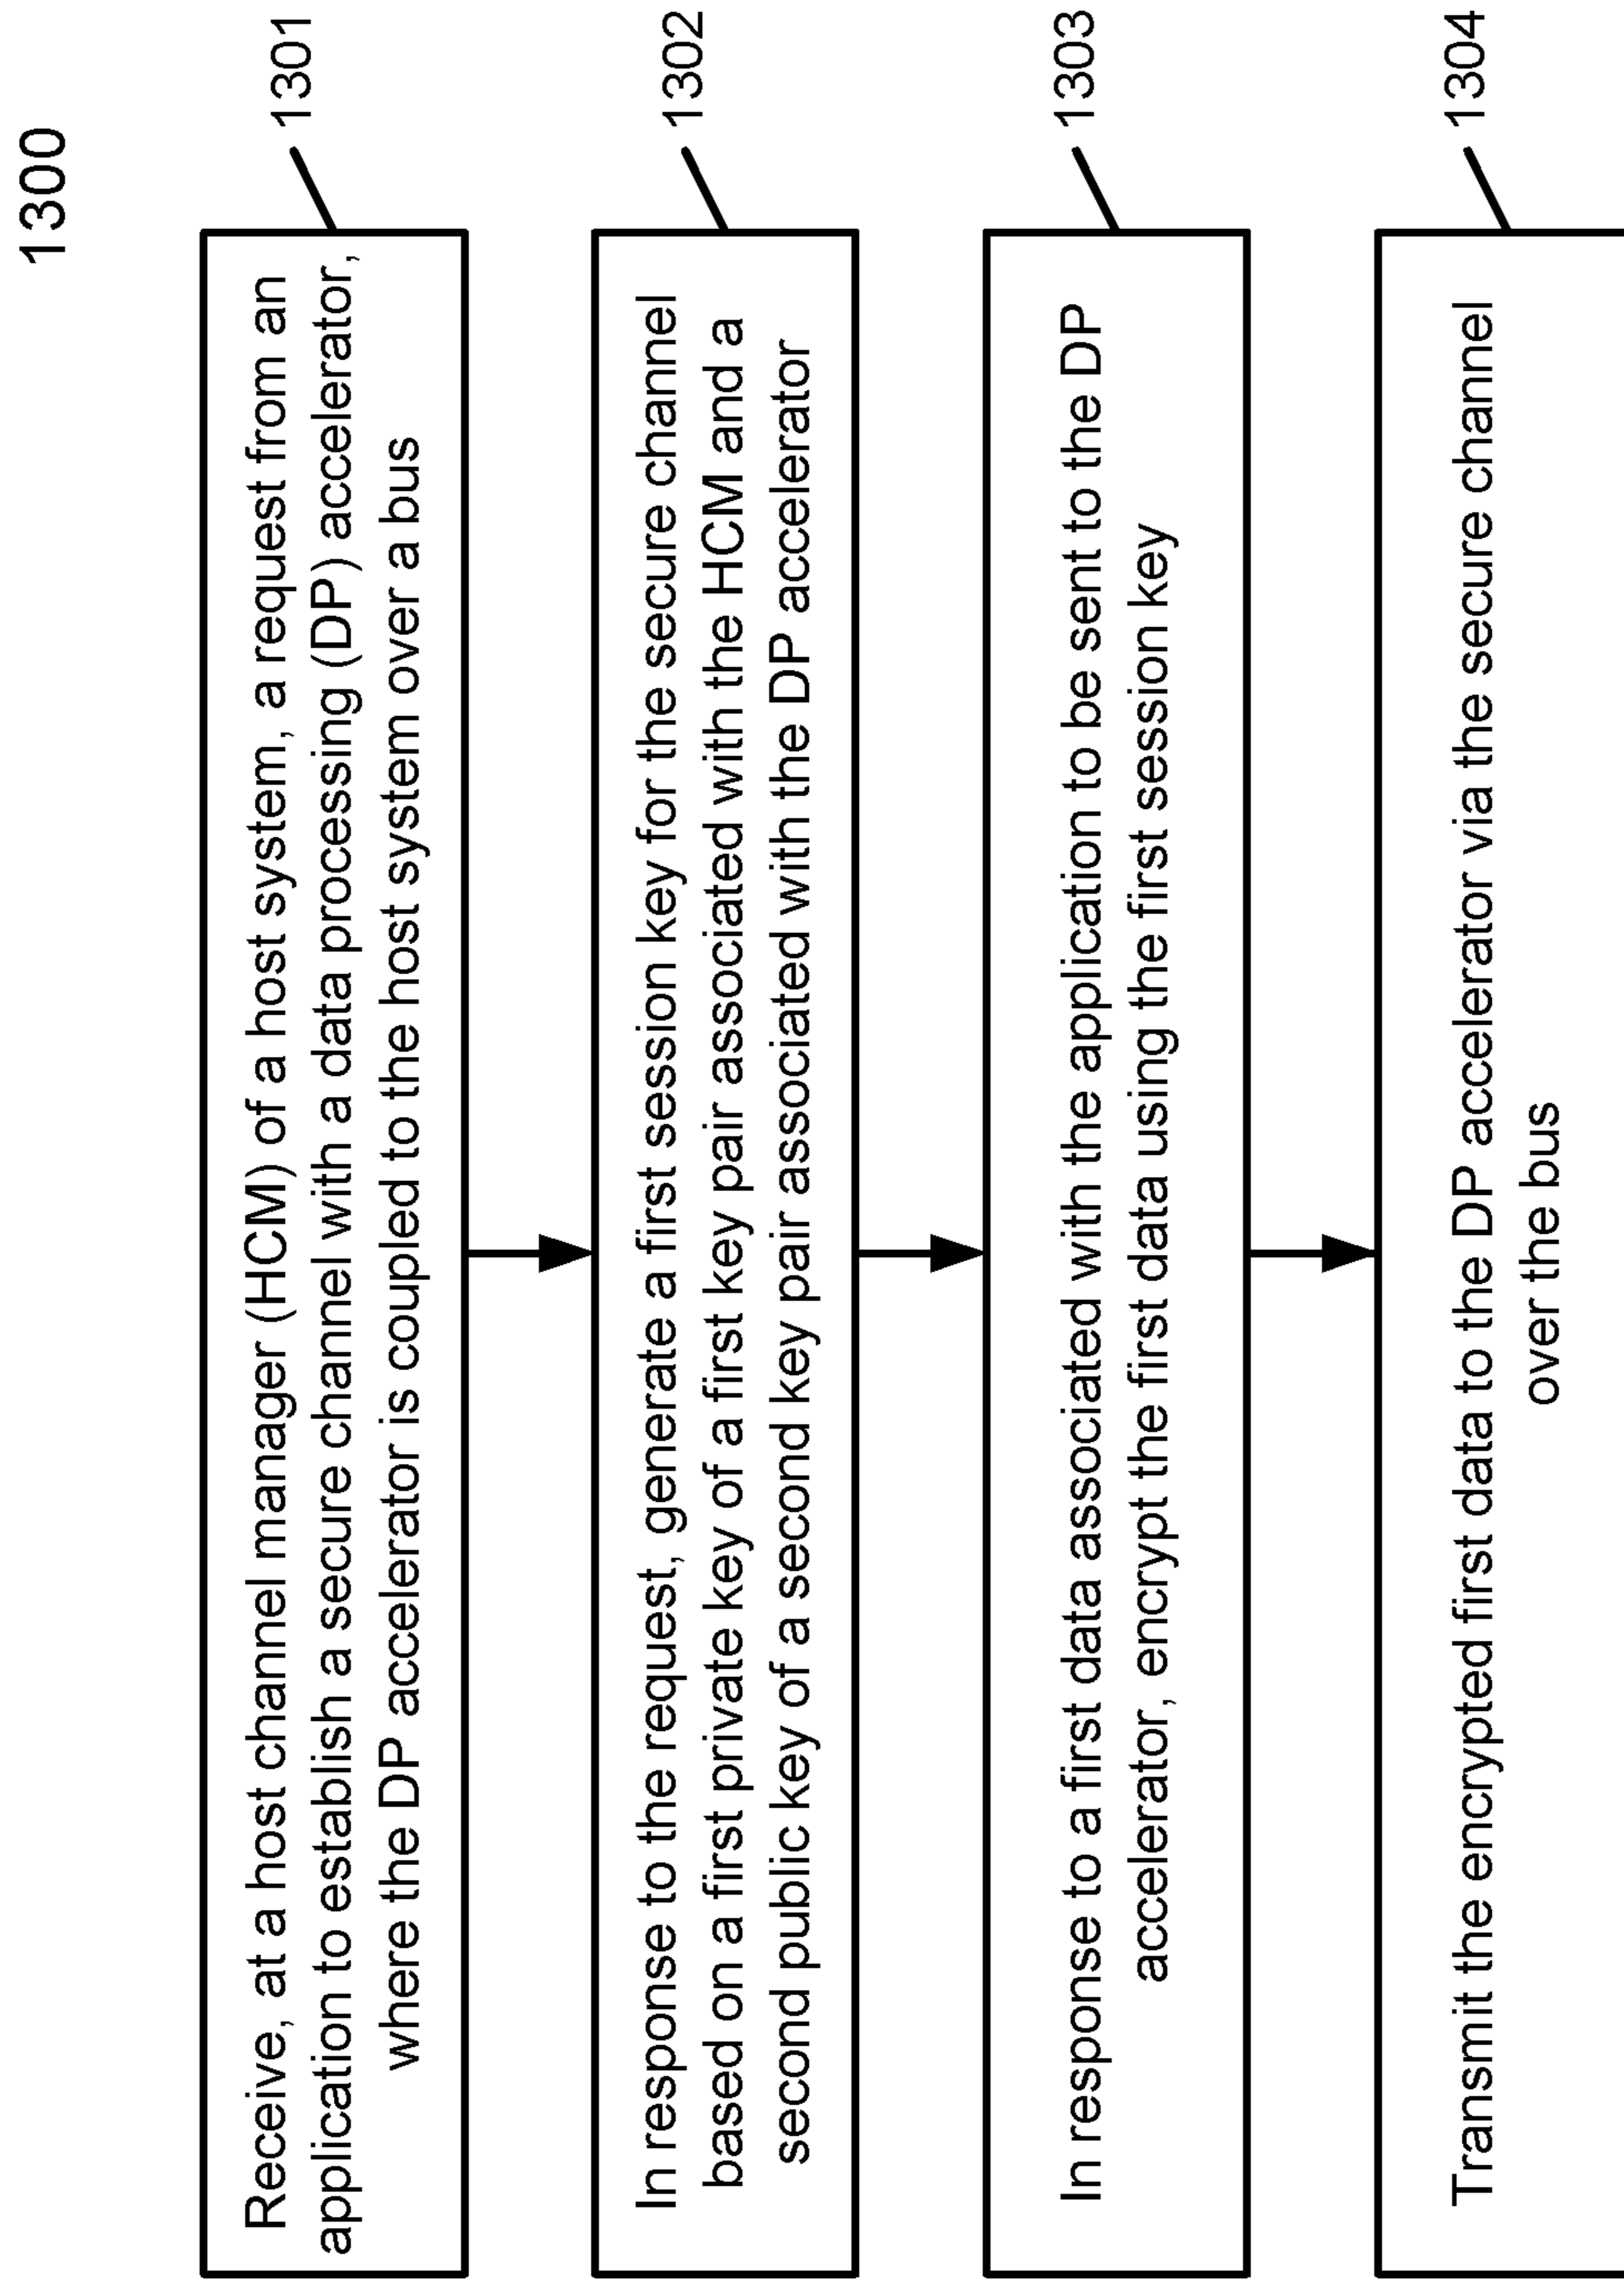 1300
Receive, at a host channel manager (HCM) of a host system, a request from an
application to establish a secure channel with a data processing (DP) accelerator,
where the DP accelerator is coupled to the host system over a bus
1301
In response to the request, generate a first session key for the secure channel
based on a first private key of a first key pair associated with the HCM and a
second public key of a second key pair associated with the DP accelerator
1302
In response to a first data associated with the application to be sent to the DP
accelerator, encrypt the first data using the first session key
1303
Transmit the encrypted first data to the DP accelerator via the secure channel
over the bus
1304